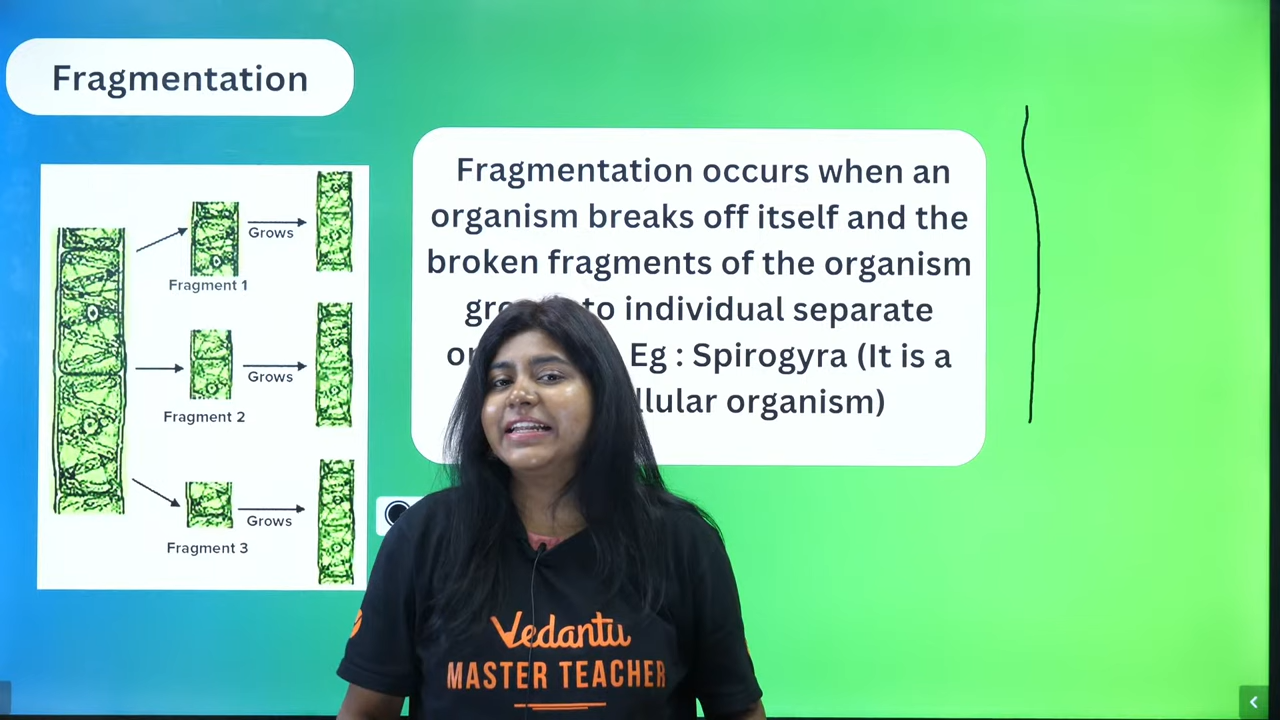 Fragmentation
Fragmentation occurs when an
organism breaks off itself and the
broken fragments of the organism
to individual separate
Eg : Spirogyra (It is a
organism)
Grows
Fragment 1
Grows
Fragment 2
Grows
Fragment 3
Vedantu
MASTER TEACHER